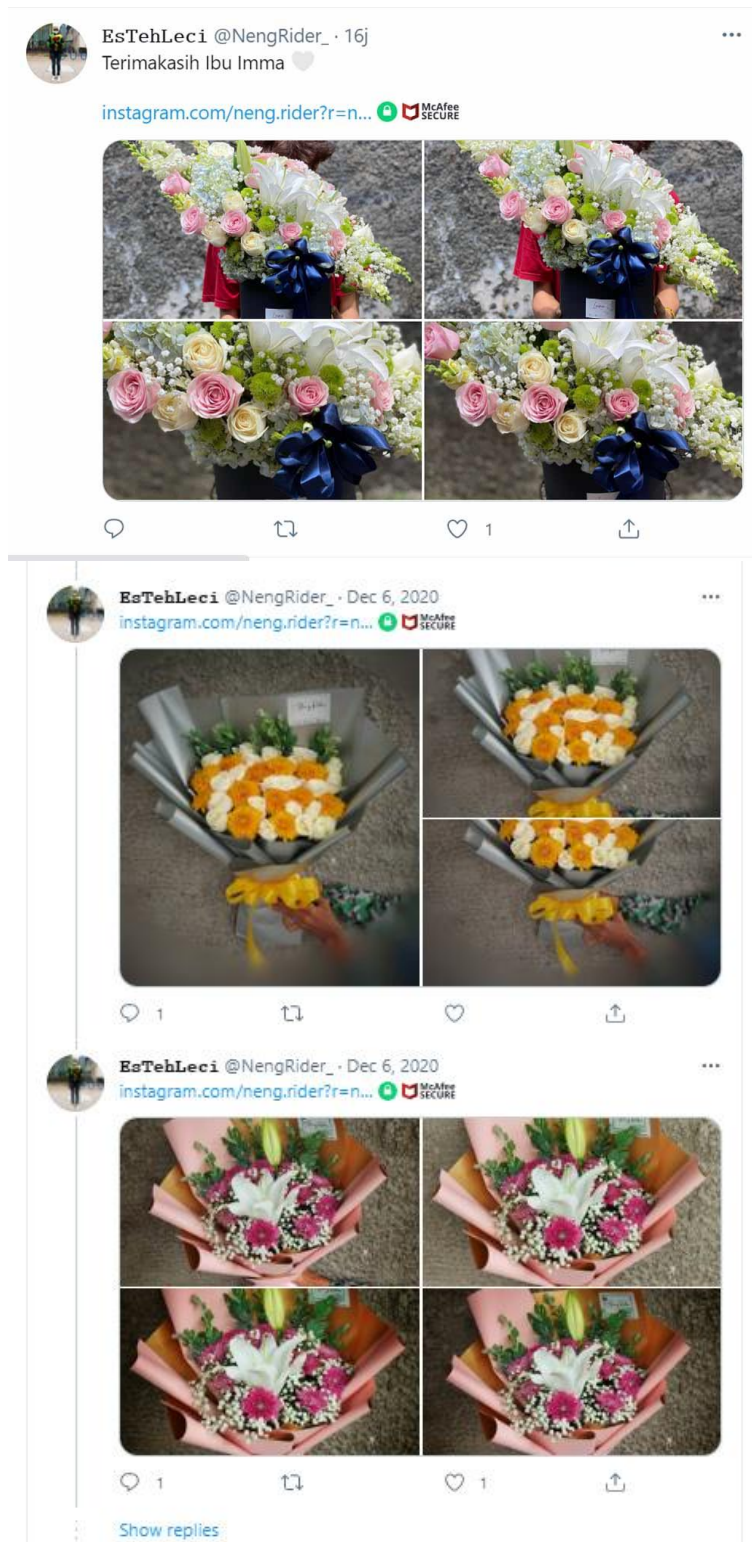 EsTehLeci @NengRider_ · 16j
Terimakasih Ibu Imma 🤍
instagram.com/neng.rider?r=n... McAfee SECURE
1
EsTehLeci @NengRider_ · Dec 6, 2020
instagram.com/neng.rider?r=n... McAfee SECURE
1
EsTehLeci @NengRider_ · Dec 6, 2020
instagram.com/neng.rider?r=n... McAfee SECURE
1 1
Show replies